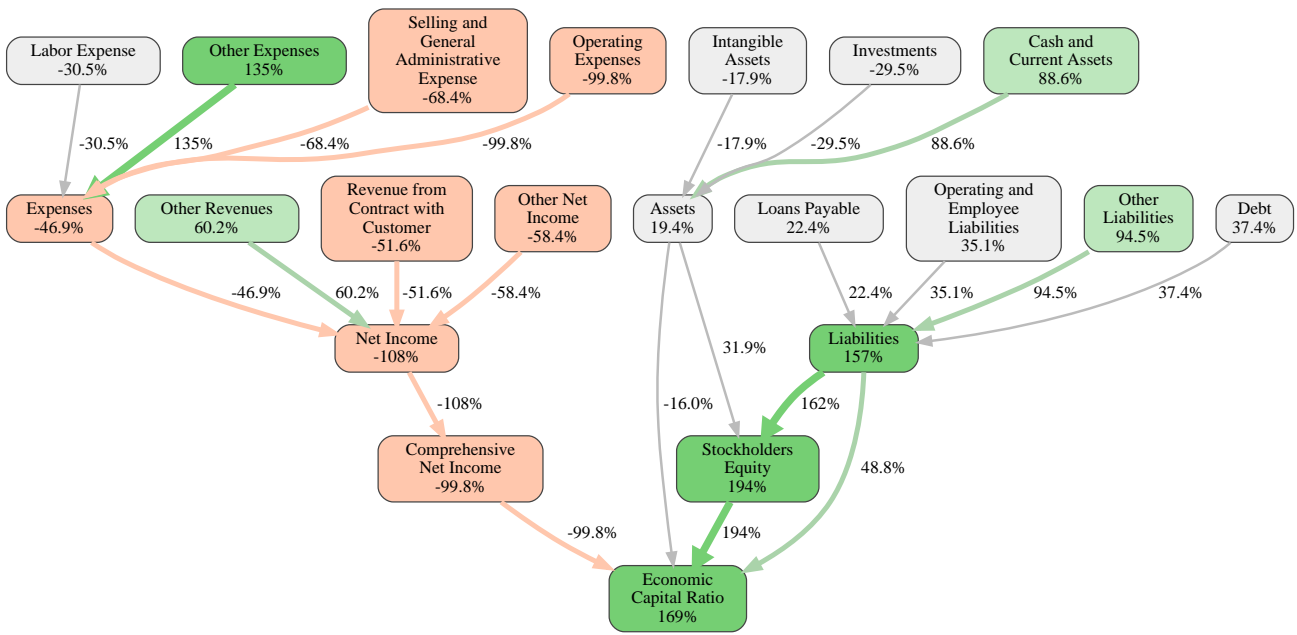 Labor Expense
-30.5%
Other Expenses
135%
Selling and
General
Administrative
Expense
-68.4%
Operating
Expenses
-99.8%
Intangible
Assets
-17.9%
Investments
-29.5%
Cash and
Current Assets
88.6%
-30.5%
135%
-68.4%
-99.8%
-17.9%
-29.5%
88.6%
Expenses
-46.9%
Other Revenues
60.2%
Revenue from
Contract with
Customer
-51.6%
Other Net
Income
-58.4%
Assets
19.4%
Loans Payable
22.4%
Operating and
Employee
Liabilities
35.1%
Other
Liabilities
94.5%
Debt
37.4%
-46.9%
60.2%
-51.6%
-58.4%
22.4%
35.1%
94.5%
37.4%
Net Income
-108%
31.9%
Liabilities
157%
-108%
-16.0%
162%
Comprehensive
Net Income
-99.8%
Stockholders
Equity
194%
48.8%
-99.8%
194%
Economic
Capital Ratio
169%